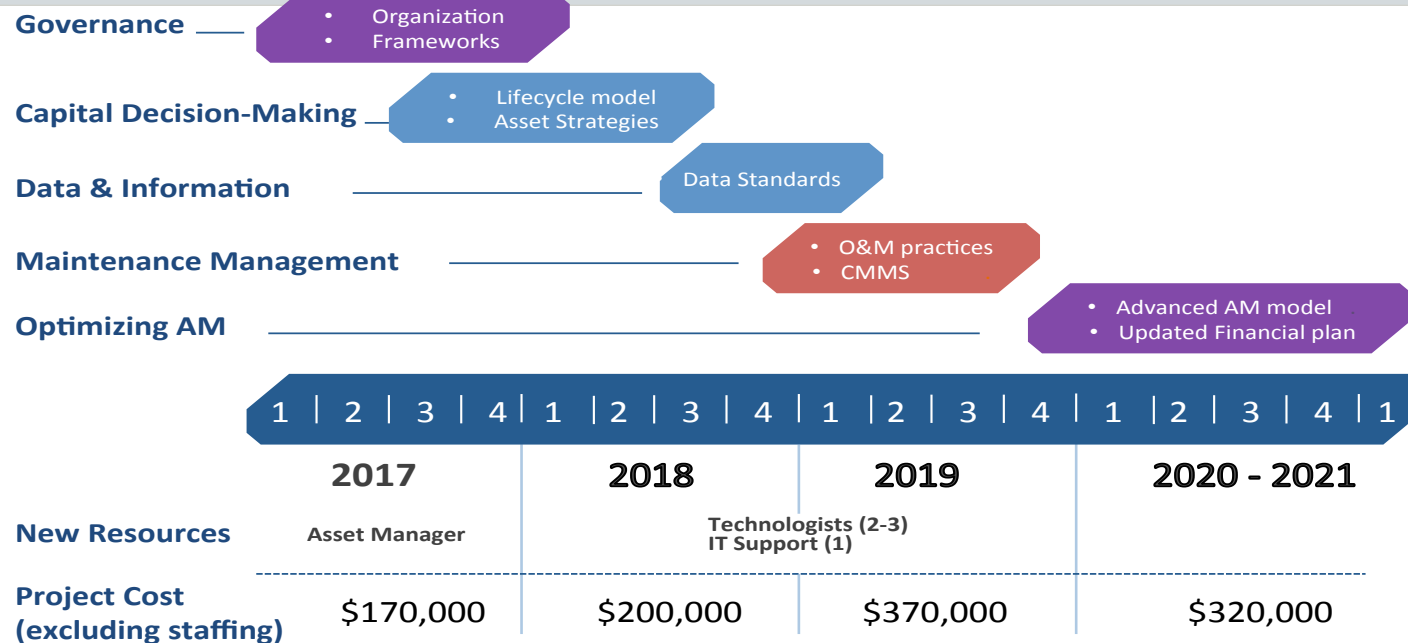 Governance
• Organization
• Frameworks
Capital Decision-Making
• Lifecycle model
• Asset Strategies
Data & Information
Data Standards
Maintenance Management
• O&M practices
• CMMS
Optimizing AM
• Advanced AM model
• Updated Financial plan
1 | 2 | 3 | 4 | 1 | 2 | 3 | 4 | 1 | 2 | 3 | 4 | 1 | 2 | 3 | 4 | 1
2017 2018 2019 2020 - 2021
New Resources
Asset Manager
Technologists (2-3)
IT Support (1)
Project Cost
(excluding staffing)
$170,000 $200,000 $370,000 $320,000